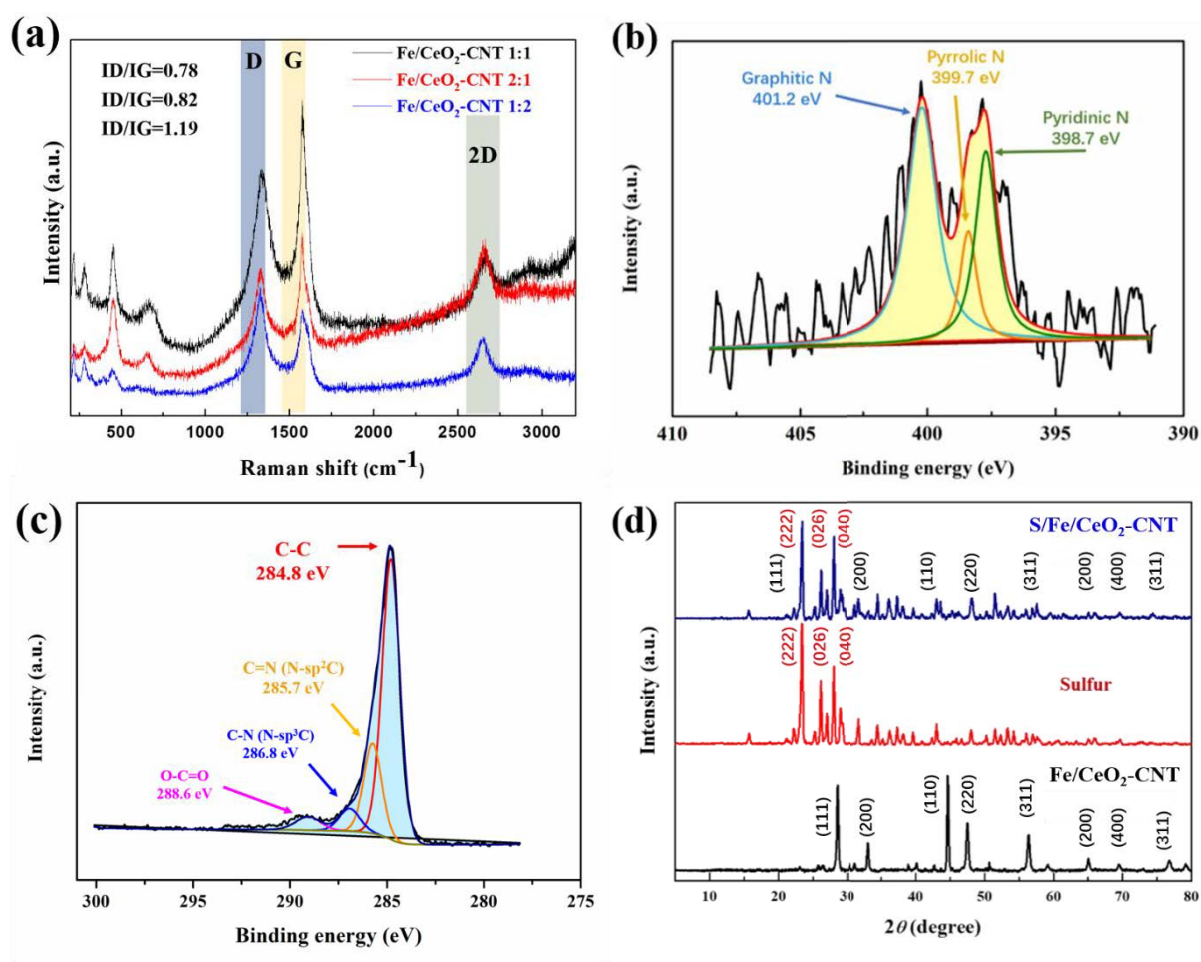 (a)
D
G
Fe/CeO₂-CNT 1:1
Fe/CeO₂-CNT 2:1
Fe/CeO₂-CNT 1:2
ID/IG=0.78
ID/IG=0.82
ID/IG=1.19
2D
Intensity (a.u.)
500
1000
1500
2000
2500
3000
Raman shift (cm⁻¹)
(b)
Graphitic N
401.2 eV
Pyrrolic N
399.7 eV
Pyridinic N
398.7 eV
Intensity (a.u.)
410
405
400
395
390
Binding energy (eV)
(c)
C-C
284.8 eV
C=N (N-sp²C)
285.7 eV
C-N (N-sp³C)
286.8 eV
O-C=O
288.6 eV
Intensity (a.u.)
300
295
290
285
280
275
Binding energy (eV)
(d)
S/Fe/CeO₂-CNT
(111)
(222)
(026)
(040)
(200)
(110)
(220)
(311)
(200)
(400)
(311)
Sulfur
(222)
(026)
(040)
Fe/CeO₂-CNT
(111)
(200)
(110)
(220)
(311)
(200)
(400)
(311)
Intensity (a.u.)
10
20
30
40
50
60
70
80
2θ (degree)